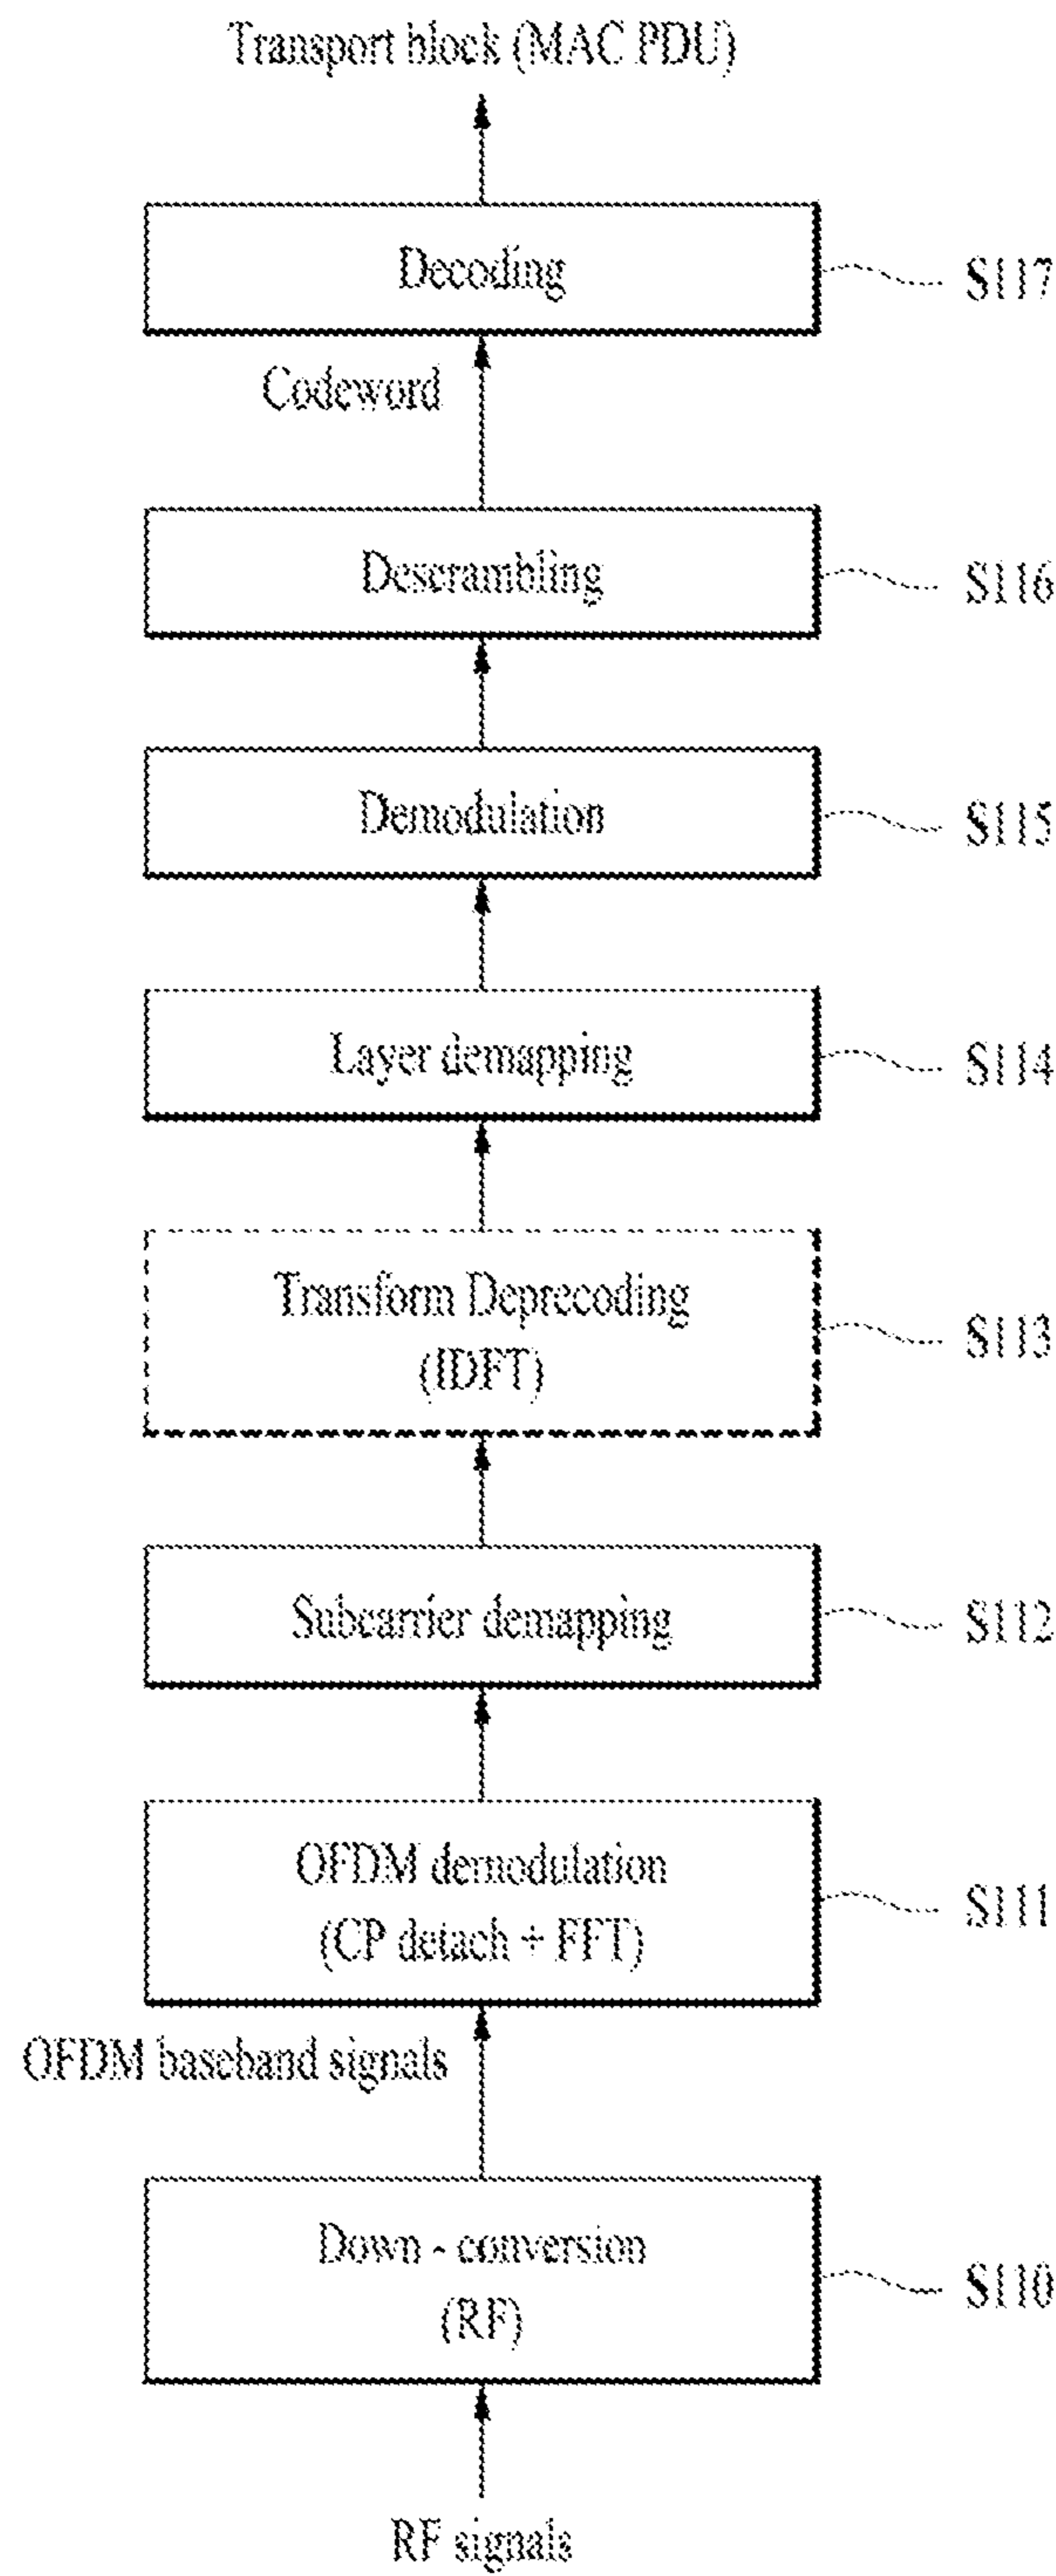 Transport block (MAC PDU)
Decoding
S117
Codeword
Descrambling
S116
Demodulation
S115
Layer demapping
S114
Transform Deprecoding
(IDFT)
S113
Subcarrier demapping
S112
OFDM demodulation
(CP detach + FFT)
S111
OFDM baseband signals
Down - conversion
(RF)
S110
RF signals